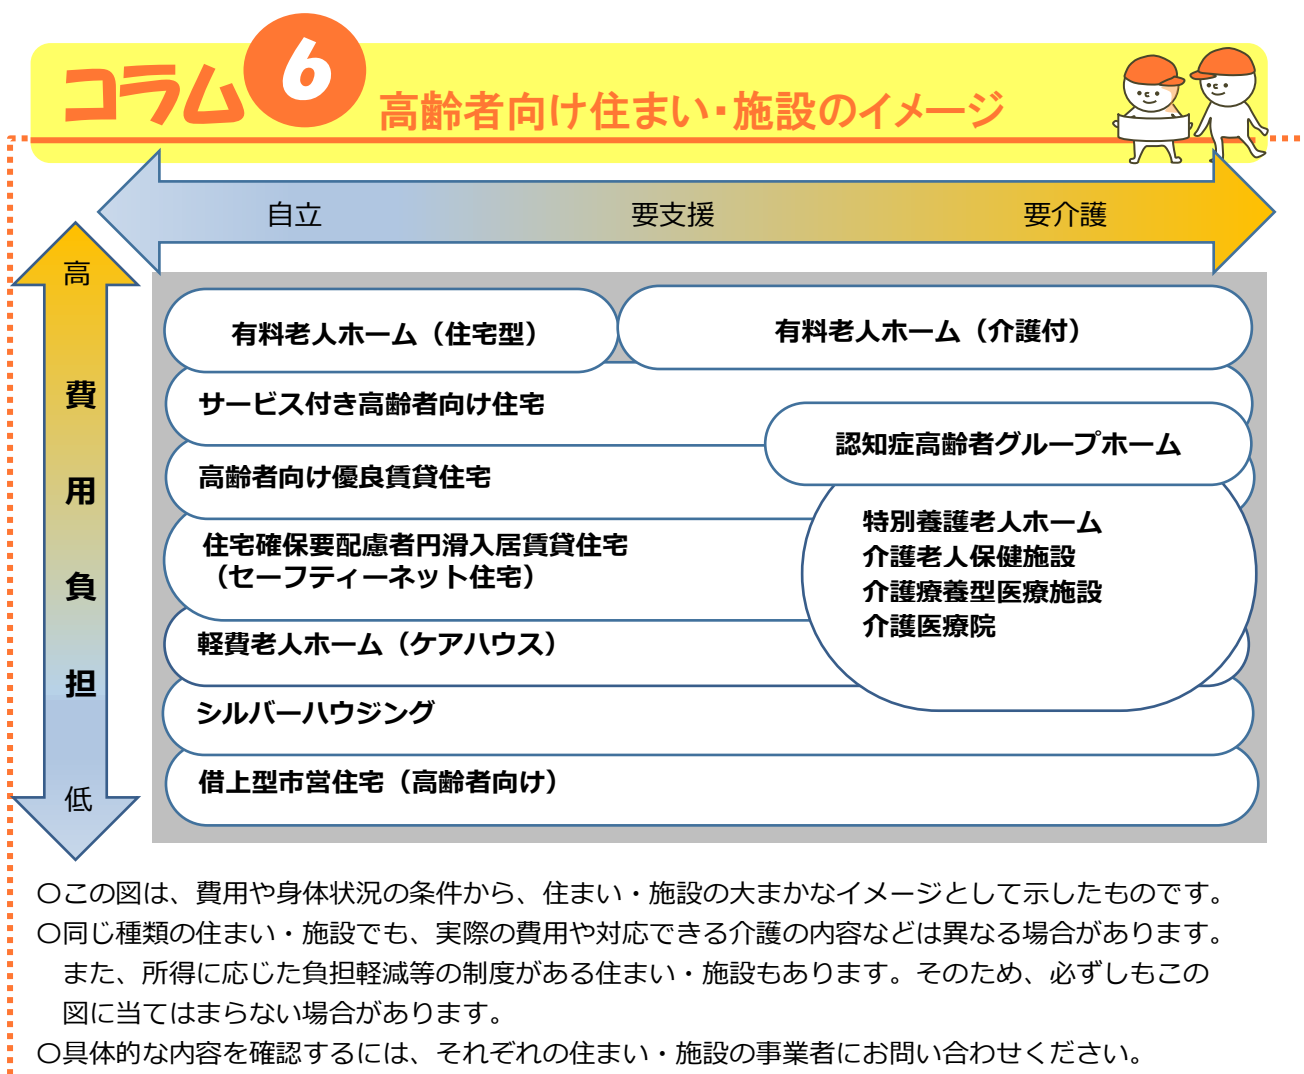 コラム6
高齢者向け住まい・施設のイメージ
自立 要支援 要介護
高
費用負担
低
有料老人ホーム（住宅型）
有料老人ホーム（介護付）
サービス付き高齢者向け住宅
認知症高齢者グループホーム
高齢者向け優良賃貸住宅
特別養護老人ホーム
介護老人保健施設
介護療養型医療施設
介護医療院
住宅確保要配慮者円滑入居賃貸住宅
（セーフティーネット住宅）
軽費老人ホーム（ケアハウス）
シルバーハウジング
借上型市営住宅（高齢者向け）
〇この図は、費用や身体状況の条件から、住まい・施設の大まかなイメージとして示したものです。
〇同じ種類の住まい・施設でも、実際の費用や対応できる介護の内容などは異なる場合があります。
また、所得に応じた負担軽減等の制度がある住まい・施設もあります。そのため、必ずしもこの
図に当てはまらない場合があります。
〇具体的な内容を確認するには、それぞれの住まい・施設の事業者にお問い合わせください。